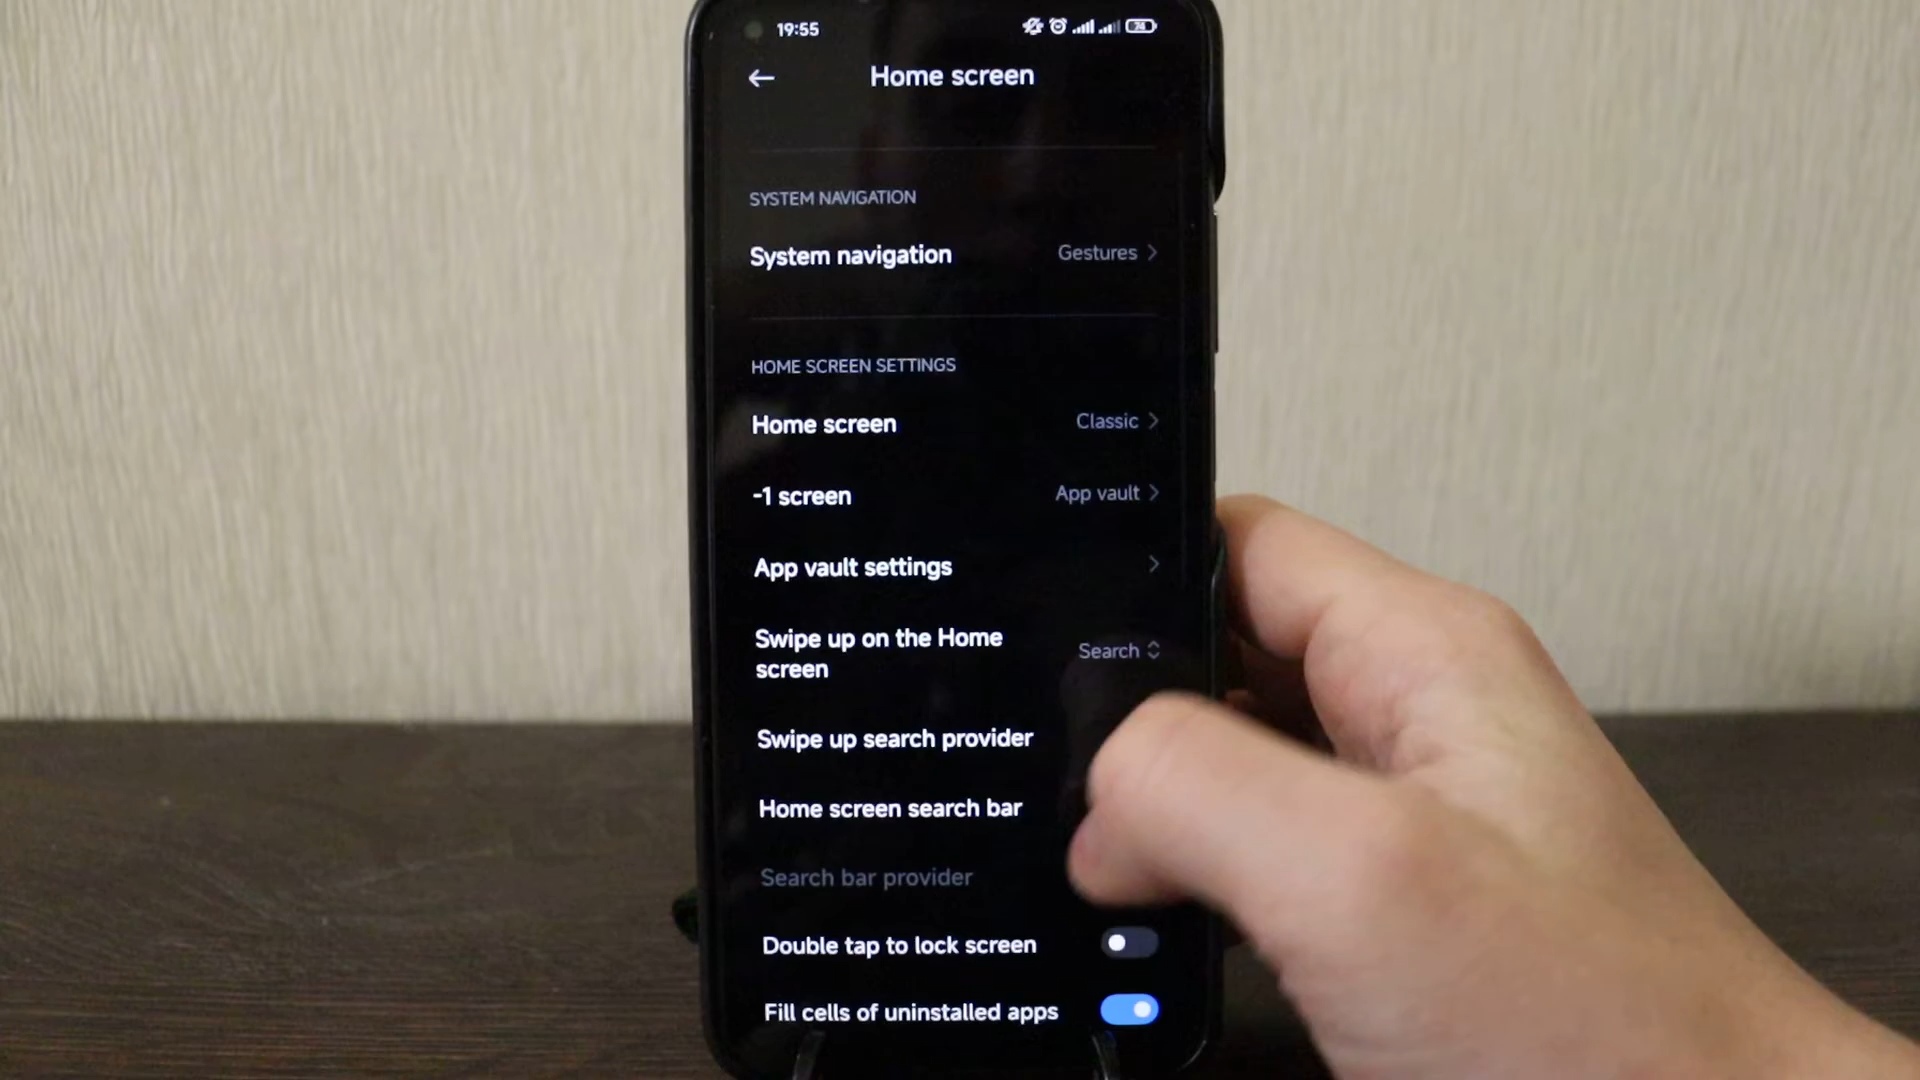 19:55
74
Home screen
SYSTEM NAVIGATION
System navigation
Gestures
HOME SCREEN SETTINGS
Home screen
Classic
-1 screen
App vault
App vault settings
Swipe up on the Home
screen
Search
Swipe up search provider
Home screen search bar
Search bar provider
Double tap to lock screen
Fill cells of uninstalled apps